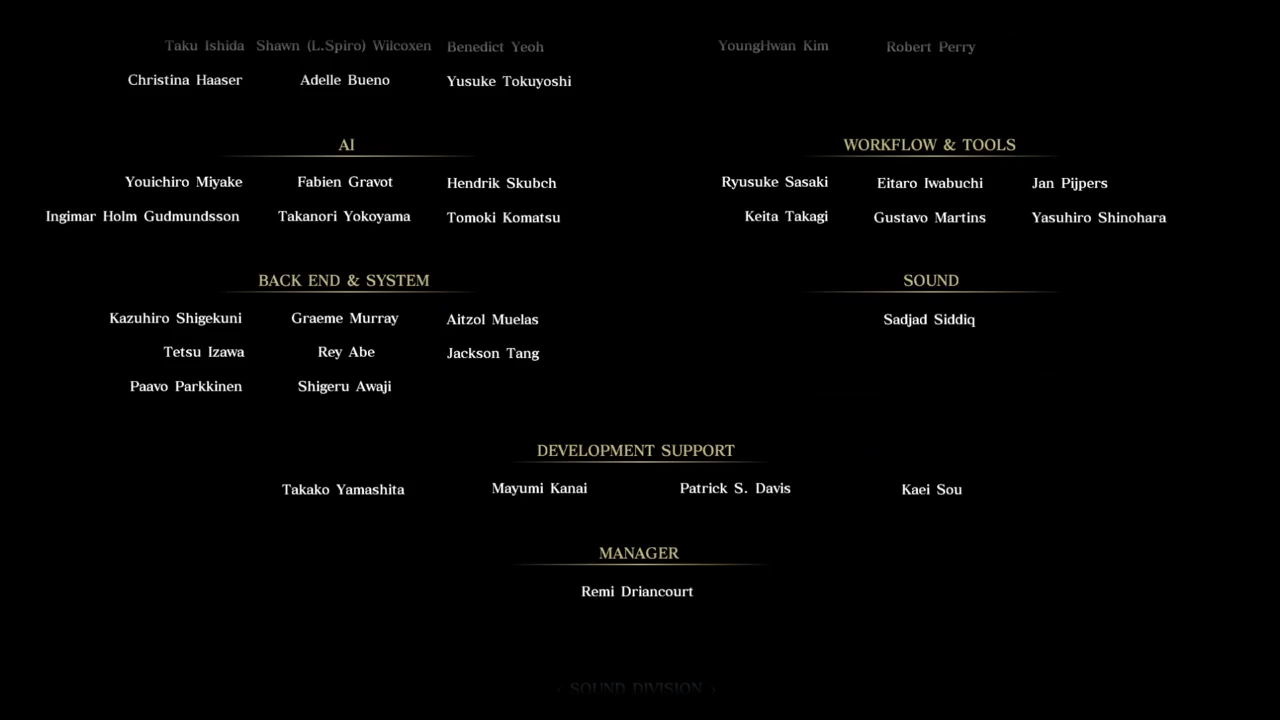 Taku Ishida Shawn (L.Spiro) Wilcoxen Benedict Yeoh YoungHwan Kim Robert Perry
Christina Haaser Adelle Bueno Yusuke Tokuyoshi
AI WORKFLOW & TOOLS
Youichiro Miyake Fabien Gravot Hendrik Skubch Ryusuke Sasaki Eitaro Iwabuchi Jan Pijpers
Ingimar Holm Gudmundsson Takanori Yokoyama Tomoki Komatsu Keita Takagi Gustavo Martins Yasuhiro Shinohara
BACK END & SYSTEM SOUND
Kazuhiro Shigekuni Graeme Murray Aitzol Muelas Sadjad Siddiq
Tetsu Izawa Rey Abe Jackson Tang
Paavo Parkkinen Shigeru Awaji
DEVELOPMENT SUPPORT
Takako Yamashita Mayumi Kanai Patrick S. Davis Kaei Sou
MANAGER
Remi Driancourt
‹ SOUND DIVISION ›